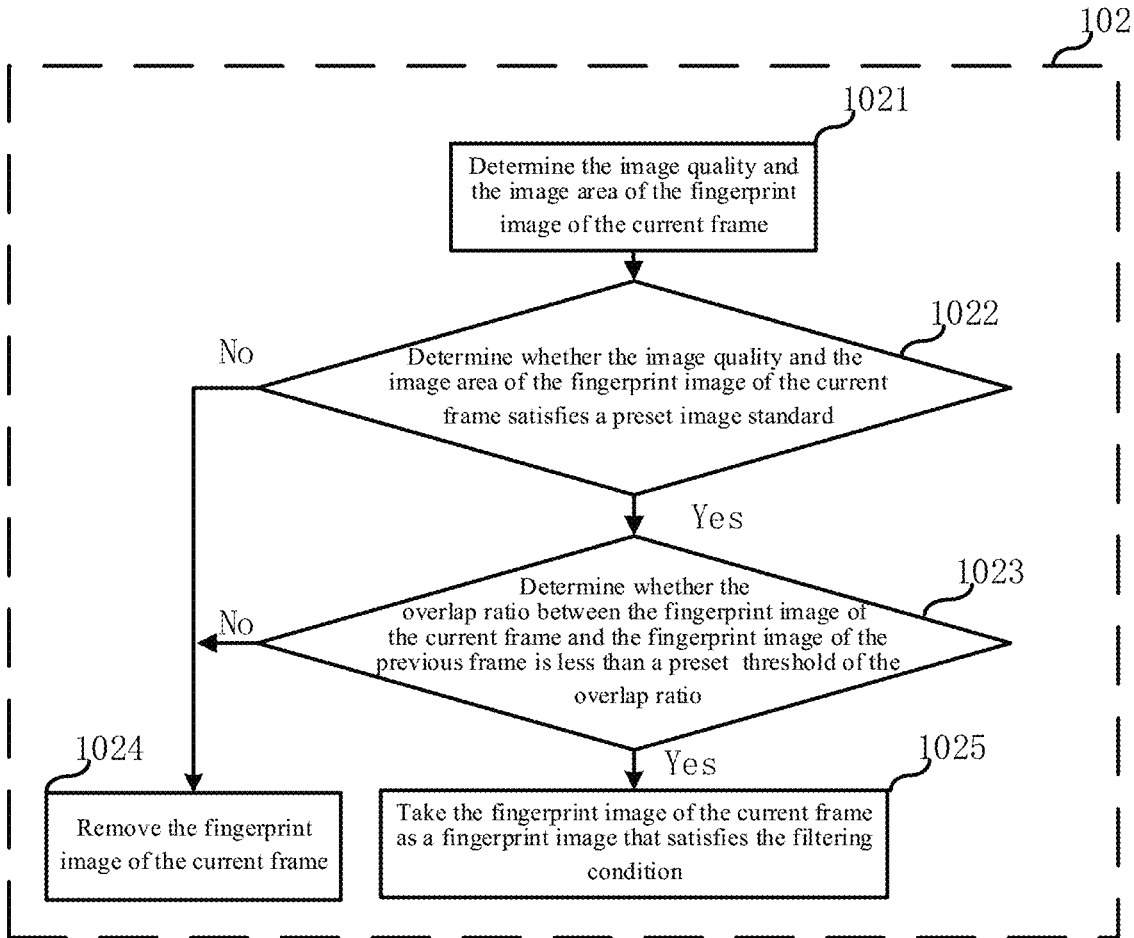 102
1021
Determine the image quality and
the image area of the fingerprint
image of the current frame
1022
No
Determine whether the image quality and the
image area of the fingerprint image of the current
frame satisfies a preset image standard
Yes
1023
Determine whether the
overlap ratio between the fingerprint image of
the current frame and the fingerprint image of the
previous frame is less than a preset threshold of the
overlap ratio
No
1024
Yes
1025
Remove the fingerprint
image of the current frame
Take the fingerprint image of the current frame
as a fingerprint image that satisfies the filtering
condition